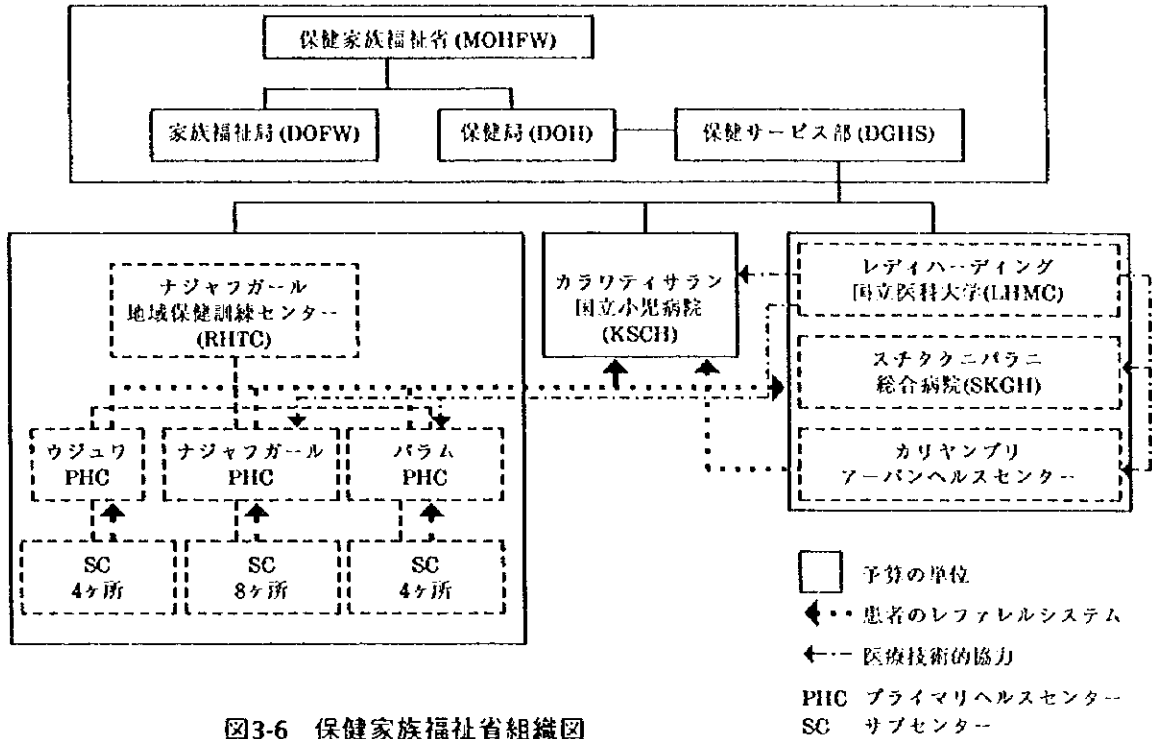 保健家族福祉省(MOHFW)
家族福祉局(DOFW)
保健局(DOH)
保健サービス部(DGHS)
ナジャフガール
地域保健訓練センター
(RHTC)
カラワティサラン
国立小児病院
(KSCH)
レディハーディング
国立医科大学(LHMC)
スチタクニパラニ
総合病院(SKGH)
カリヤンプリ
アーバンヘルスセンター
ウジュワ
PHC
ナジャフガール
PHC
パラム
PHC
SC
4ヶ所
SC
8ヶ所
SC
4ヶ所
予算の単位
患者のレファレルシステム
医療技術的協力
PHC プライマリヘルスセンター
SC サブセンター
図3-6 保健家族福祉省組織図